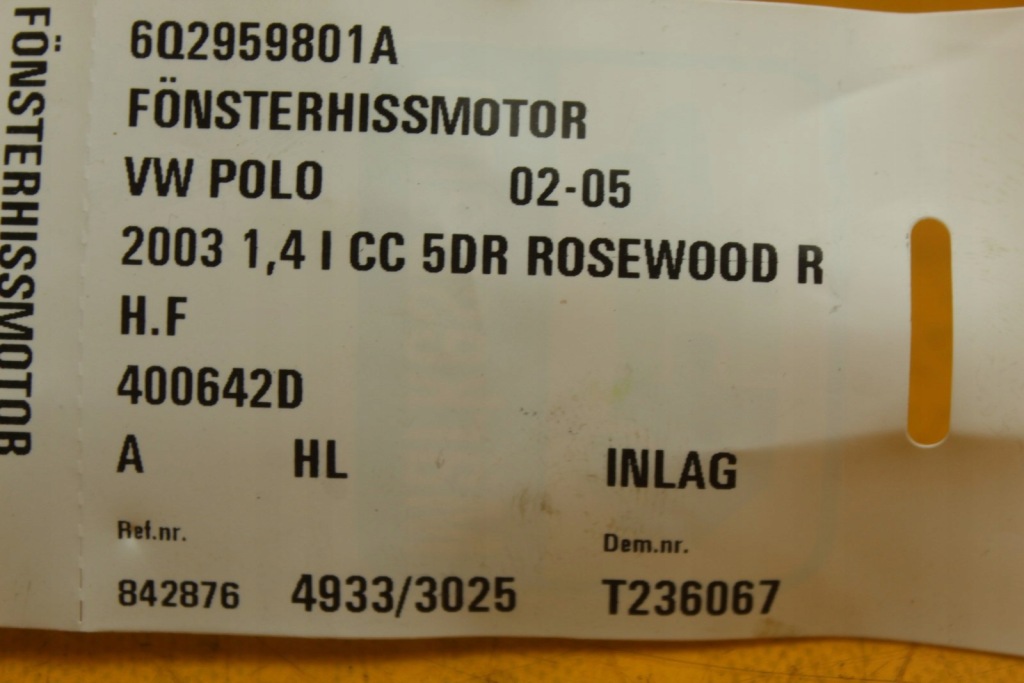 FÖNSTERHISSMOTOR
6Q2959801A
FÖNSTERHISSMOTOR
VW POLO 02-05
2003 1,4 I CC 5DR ROSEWOOD R
H.F
400642D
A HL INLAG
Ref.nr. Dem.nr.
842876 4933/3025 T236067